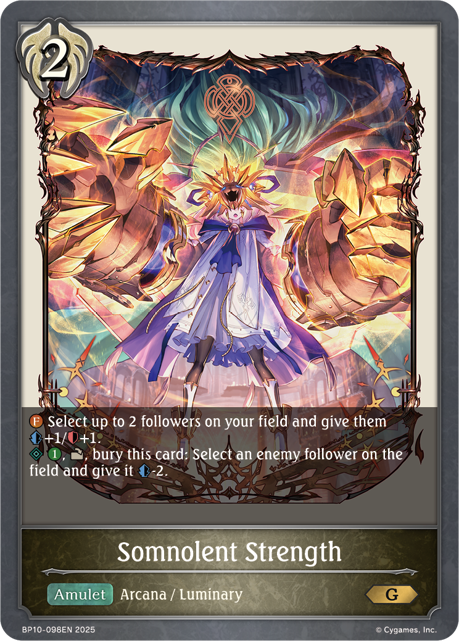 2
F Select up to 2 followers on your field and give them
+1/+1.
1, , bury this card: Select an enemy follower on the
field and give it -2.
Somnolent Strength
Amulet Arcana / Luminary G
BP10-098EN 2025 © Cygames, Inc.